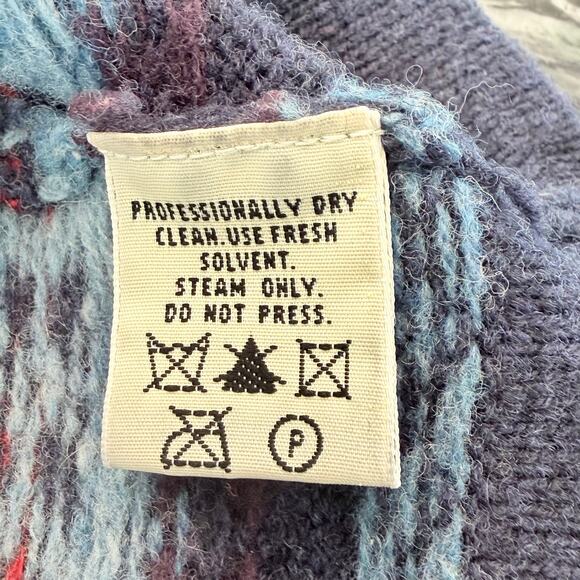 PROFESSIONALLY DRY
CLEAN.USE FRESH
SOLVENT.
STEAM ONLY.
DO NOT PRESS.
P